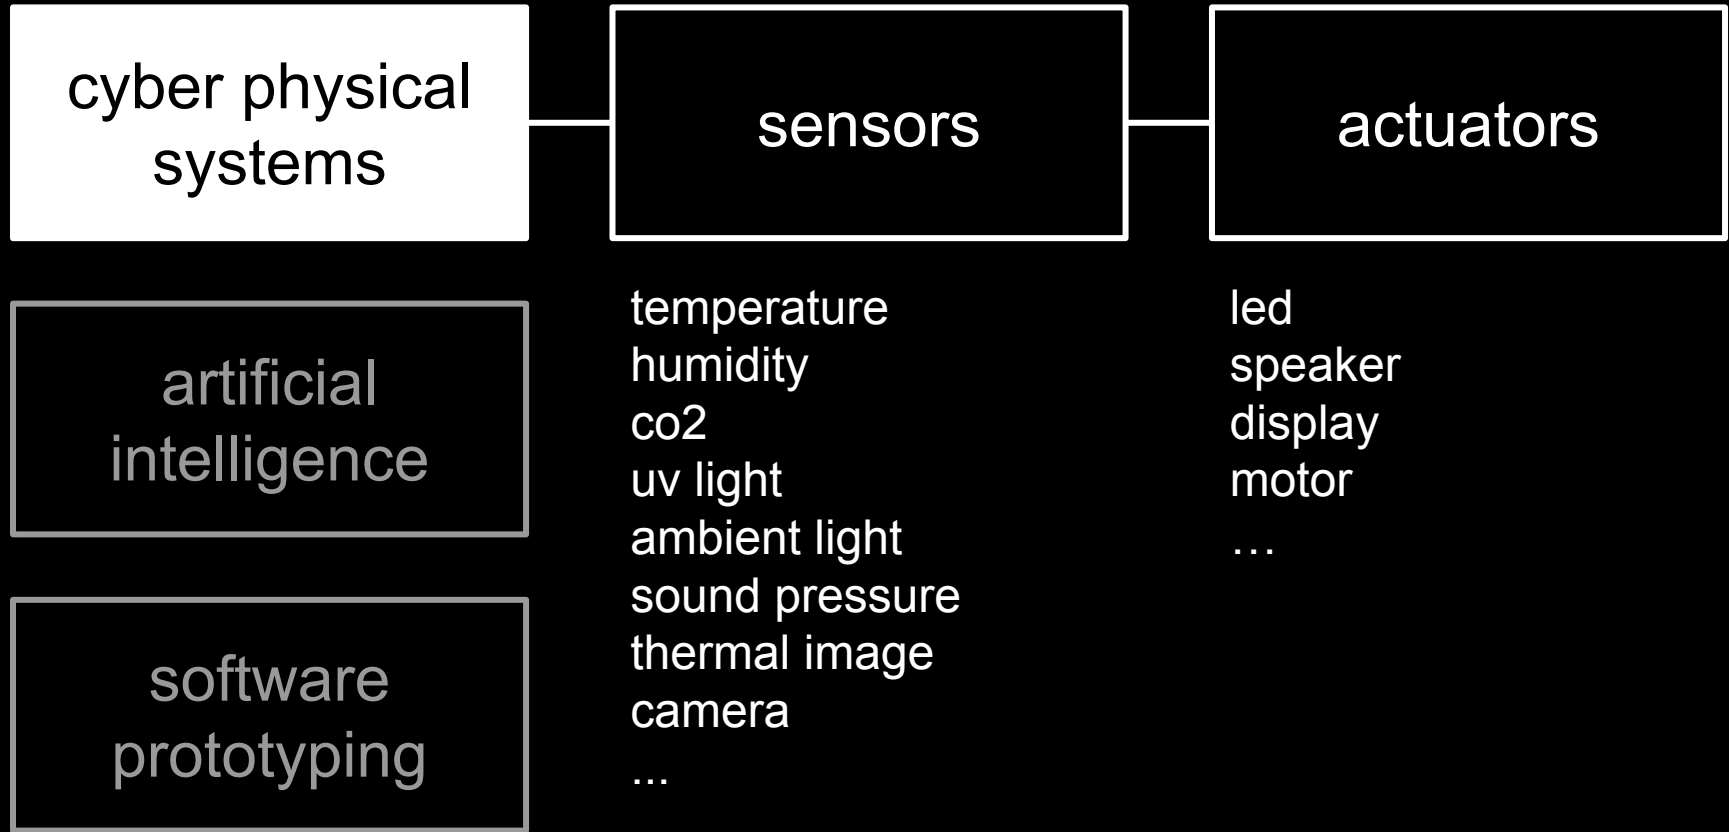 cyber physical
systems
sensors
actuators
artificial
intelligence
software
prototyping
temperature
humidity
co2
uv light
ambient light
sound pressure
thermal image
camera
...
led
speaker
display
motor
…